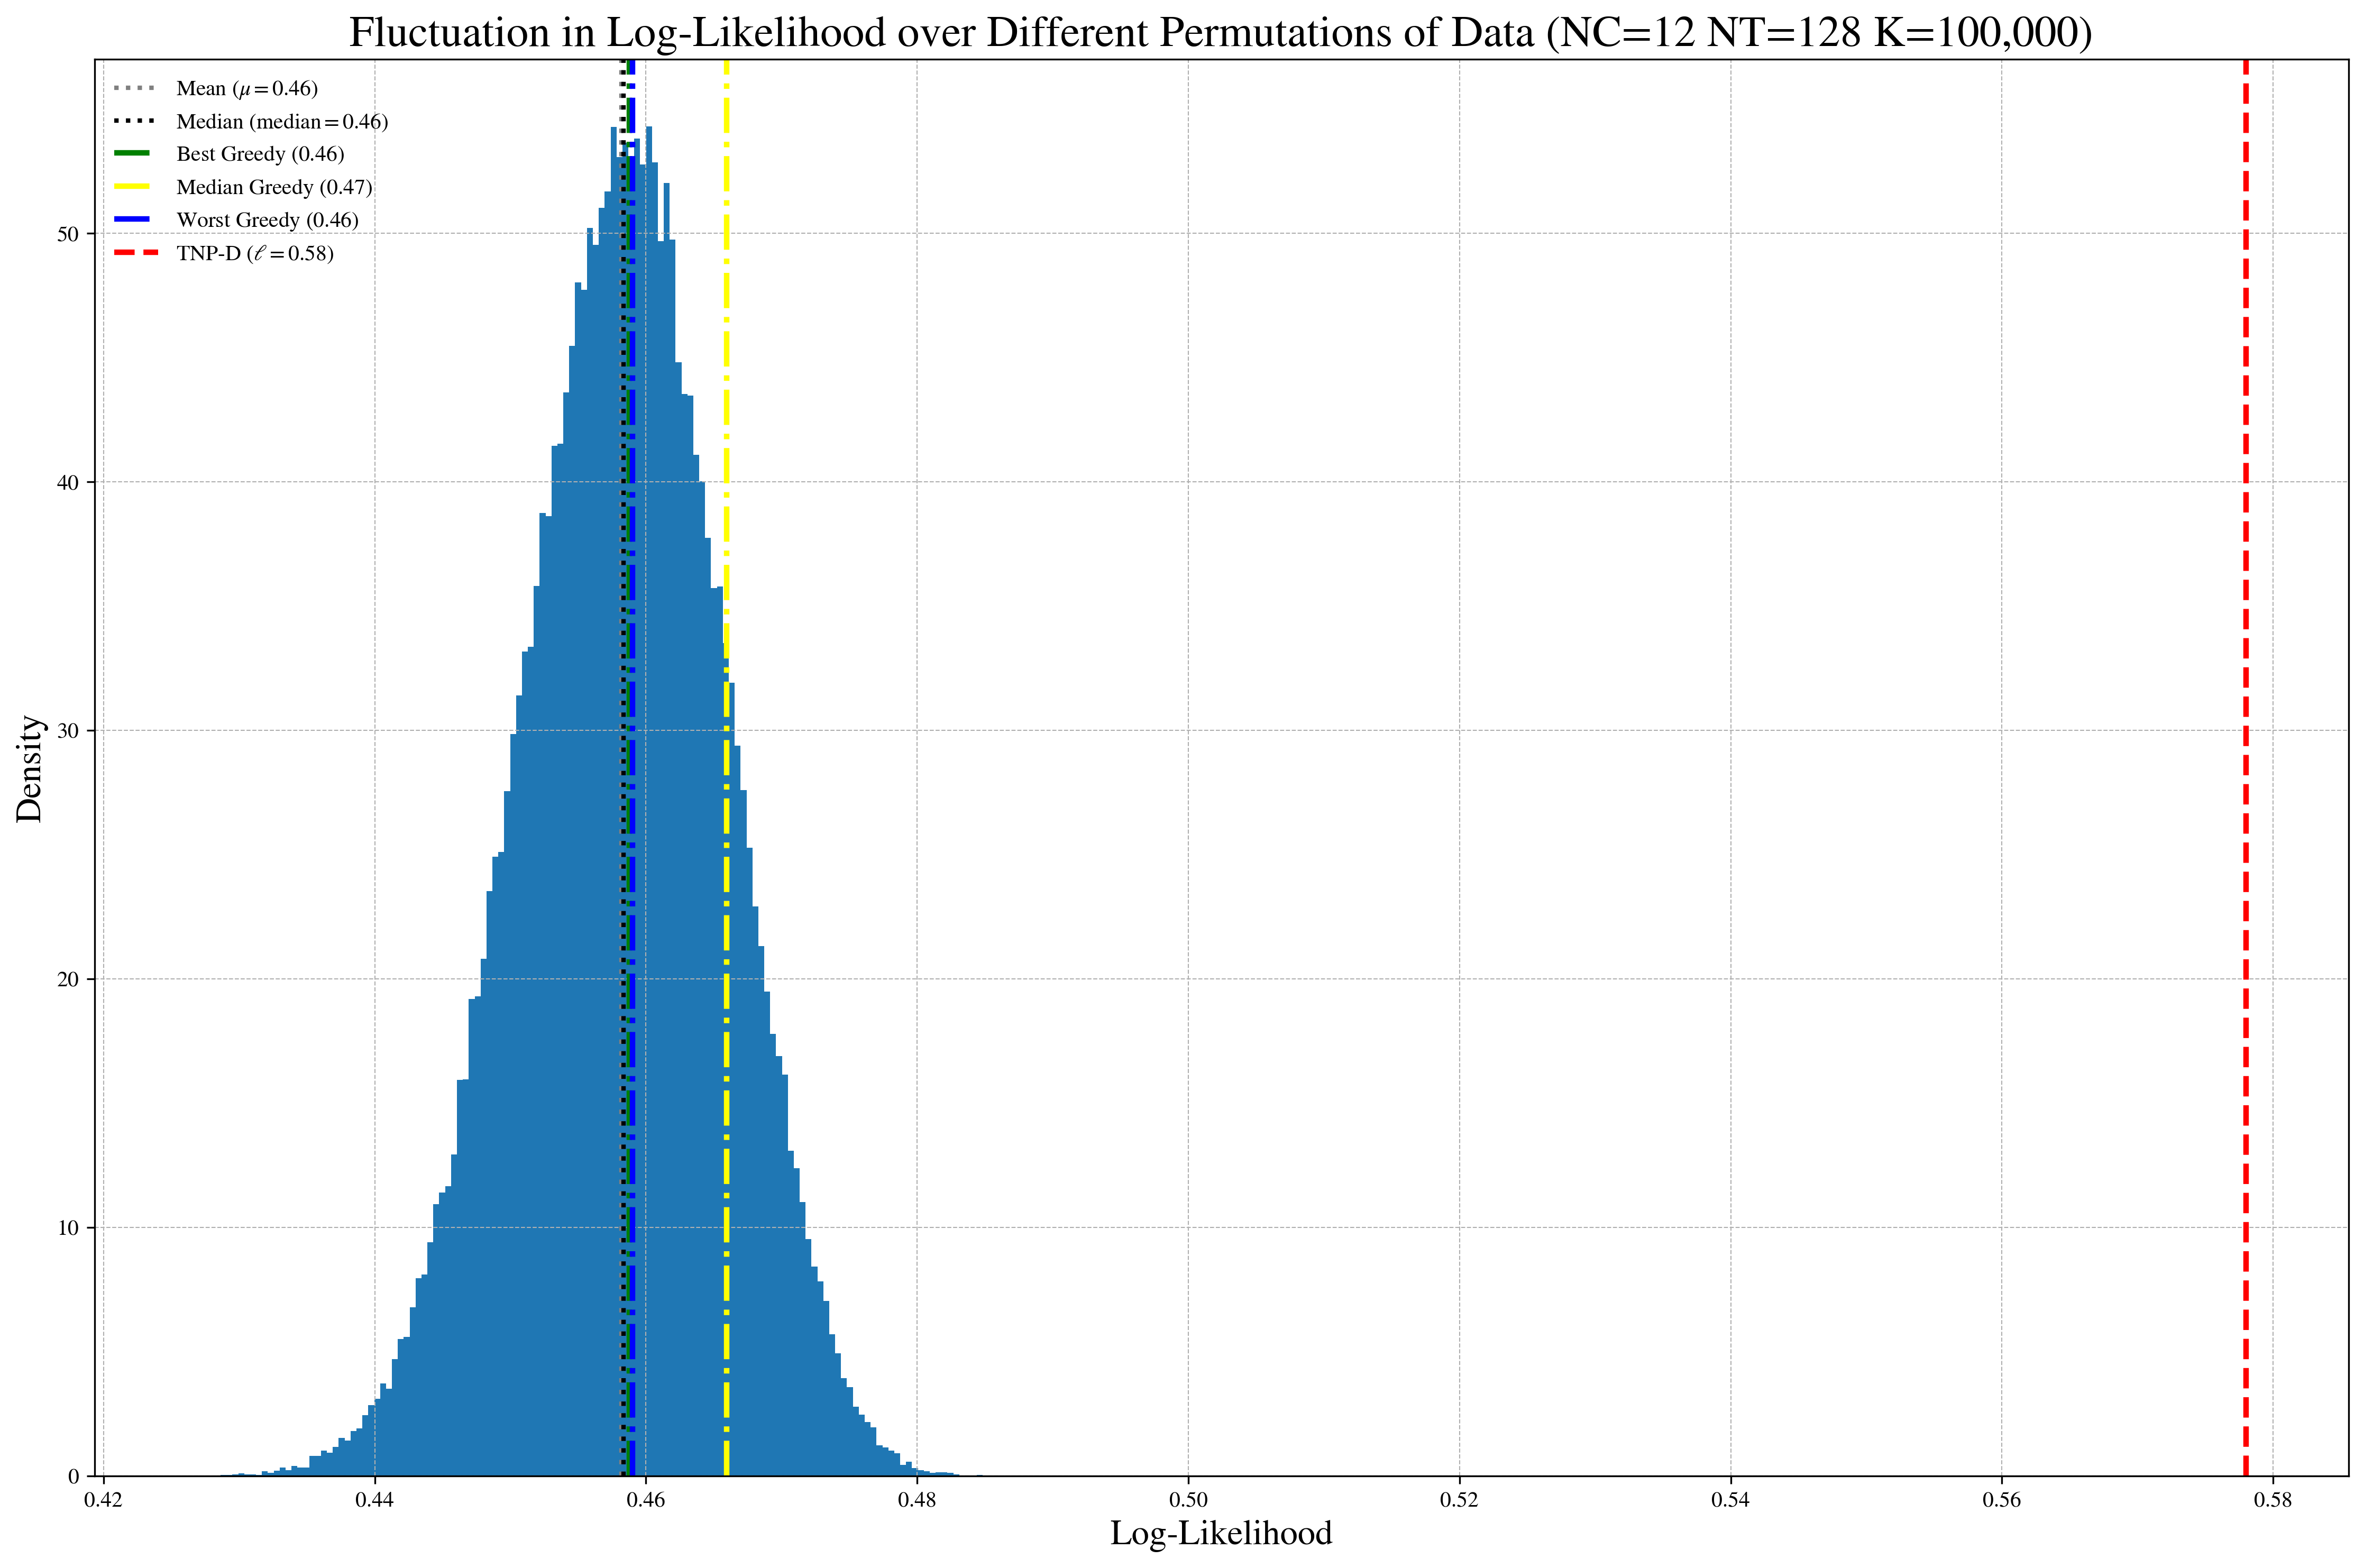 Fluctuation in Log-Likelihood over Different Permutations of Data (NC=12 NT=128 K=100,000)
Mean (μ=0.46)
Median (median=0.46)
Best Greedy (0.46)
Median Greedy (0.47)
Worst Greedy (0.46)
TNP-D (ℓ=0.58)
Density
50
40
30
20
10
0
0.42 0.44 0.46 0.48 0.50 0.52 0.54 0.56 0.58
Log-Likelihood